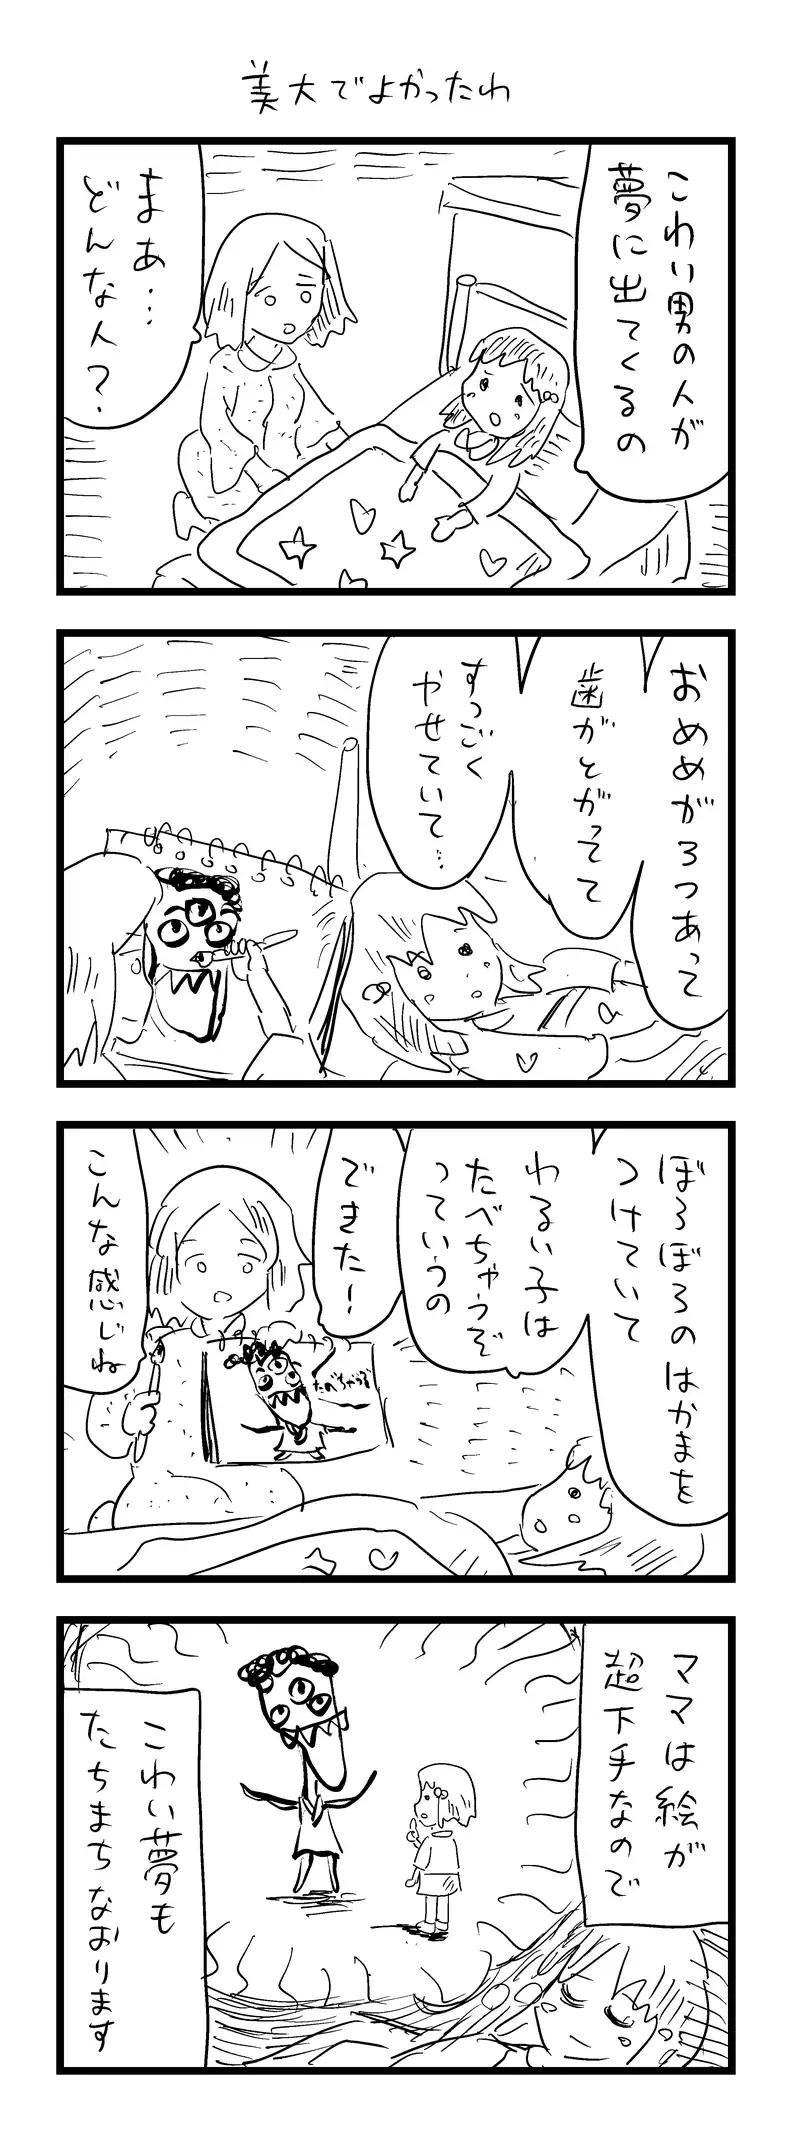 美大でよかったわ
こわい男の人が
夢に出てくるの
まあ…
どんな人?
おめめが3つあって
歯がとがってて
すっごく
やせていて…
ぼろぼろのはかまを
つけていて
わるい子は
たべちゃうぞ
っていうの
できた!
たべちゃうぞ
こんな感じね
ママは絵が
超下手なので
こわい夢も
たちまちなおります